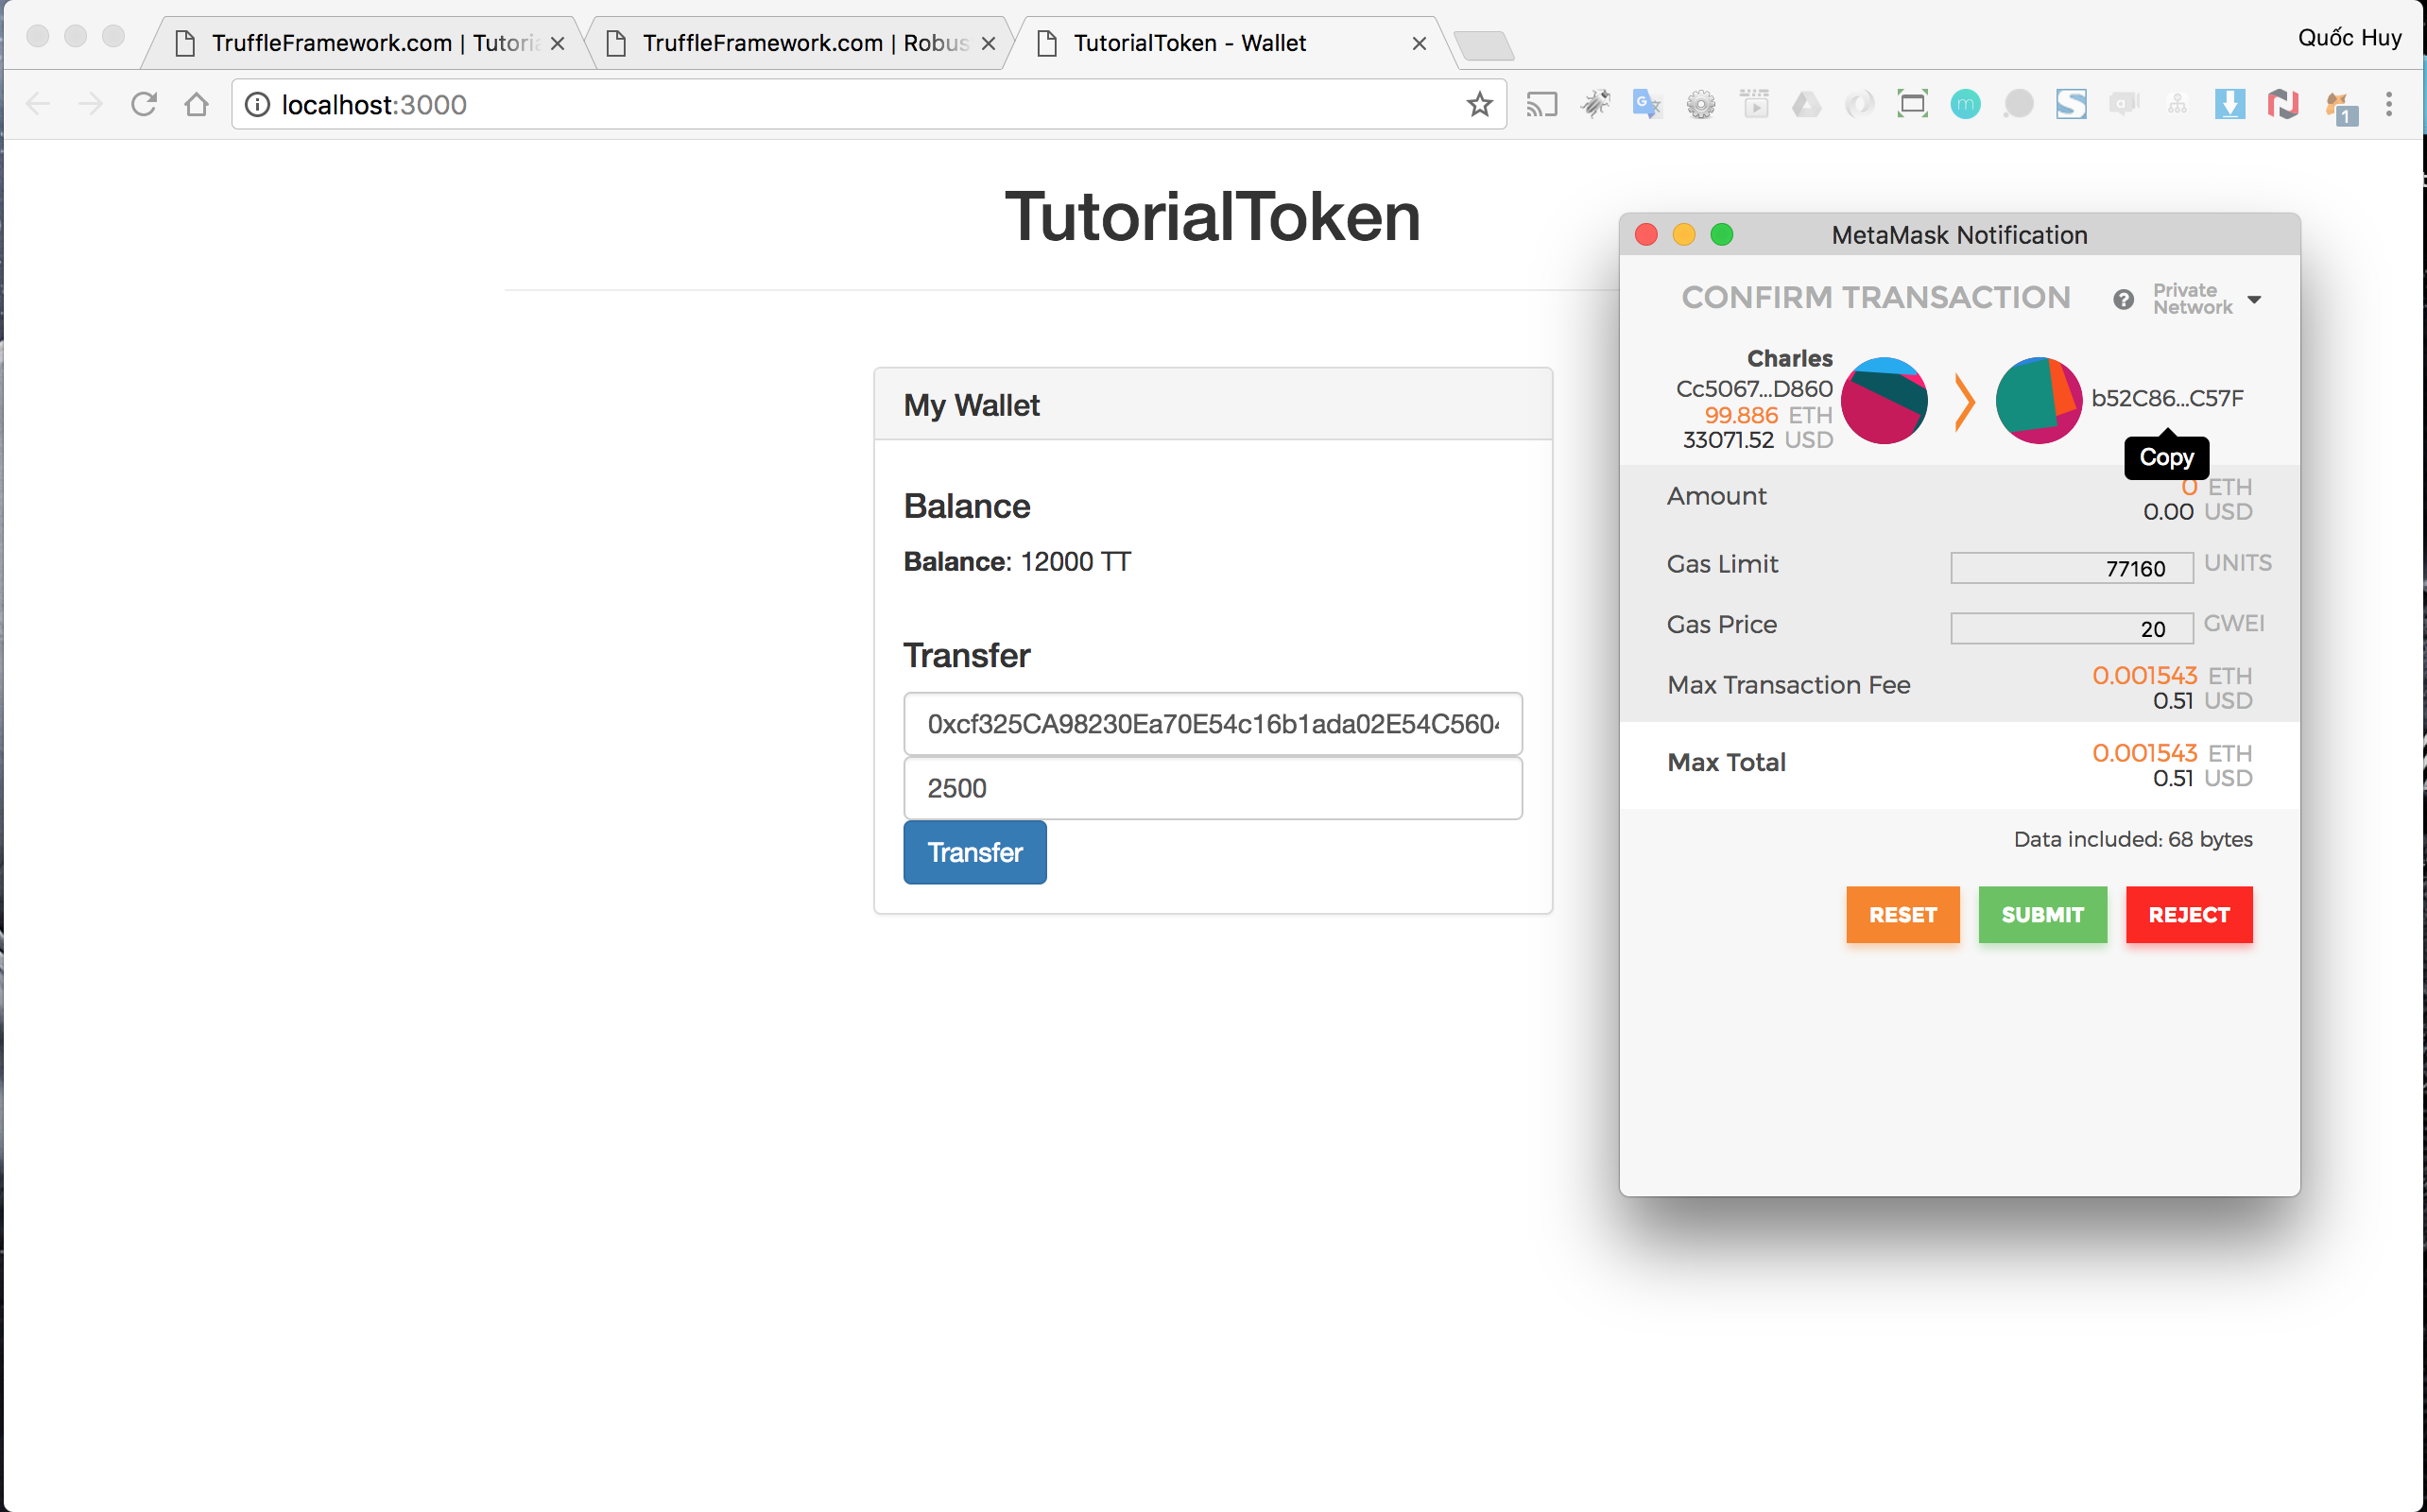 TruffleFramework.com | Tutoria
TruffleFramework.com | Robus
TutorialToken - Wallet
Quốc Huy
localhost:3000
1
TutorialToken
My Wallet
Balance
Balance: 12000 TT
Transfer
0xcf325CA98230Ea70E54c16b1ada02E54C560
2500
Transfer
MetaMask Notification
CONFIRM TRANSACTION
Private
Network
Charles
Cc5067...D860
99.886 ETH
33071.52 USD
b52C86...C57F
Copy
Amount
0 ETH
0.00 USD
Gas Limit
77160
UNITS
Gas Price
20
GWEI
Max Transaction Fee
0.001543 ETH
0.51 USD
Max Total
0.001543 ETH
0.51 USD
Data included: 68 bytes
RESET
SUBMIT
REJECT